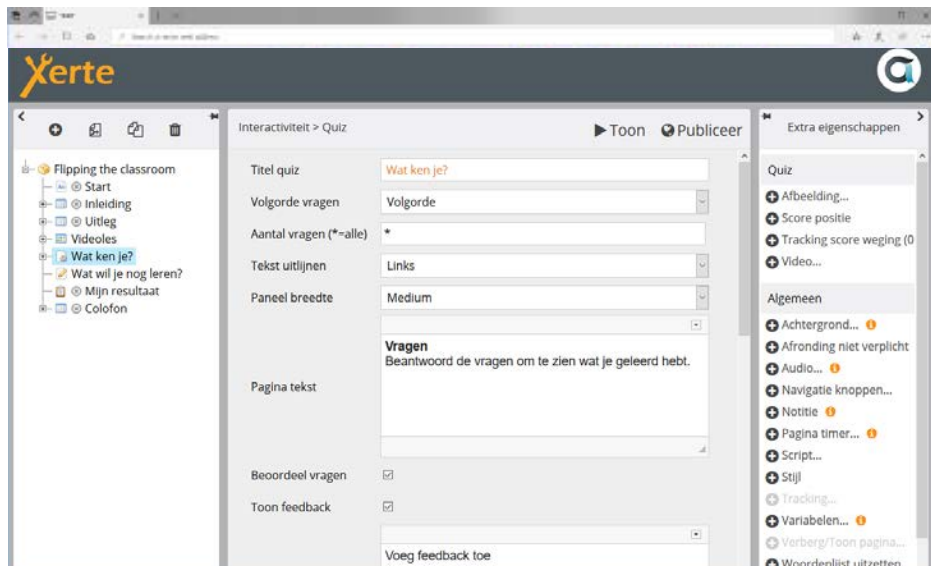 Xerte
Interactiviteit > Quiz
Toon
Publiceer
Extra eigenschappen
Flipping the classroom
Start
Inleiding
Uitleg
Videoles
Wat ken je?
Wat wil je nog leren?
Mijn resultaat
Colofon
Titel quiz
Wat ken je?
Volgorde vragen
Volgorde
Aantal vragen (*=alle)
*
Tekst uitlijnen
Links
Paneel breedte
Medium
Pagina tekst
Vragen
Beantwoord de vragen om te zien wat je geleerd hebt.
Beoordeel vragen
Toon feedback
Voeg feedback toe
Quiz
Afbeelding...
Score positie
Tracking score weging (0
Video...
Algemeen
Achtergrond...
Afronding niet verplicht
Audio...
Navigatie knoppen...
Notitie
Pagina timer...
Script...
Stijl
Tracking...
Variabelen...
Verberg/Toon pagina...
Woordenlijst uitzetten